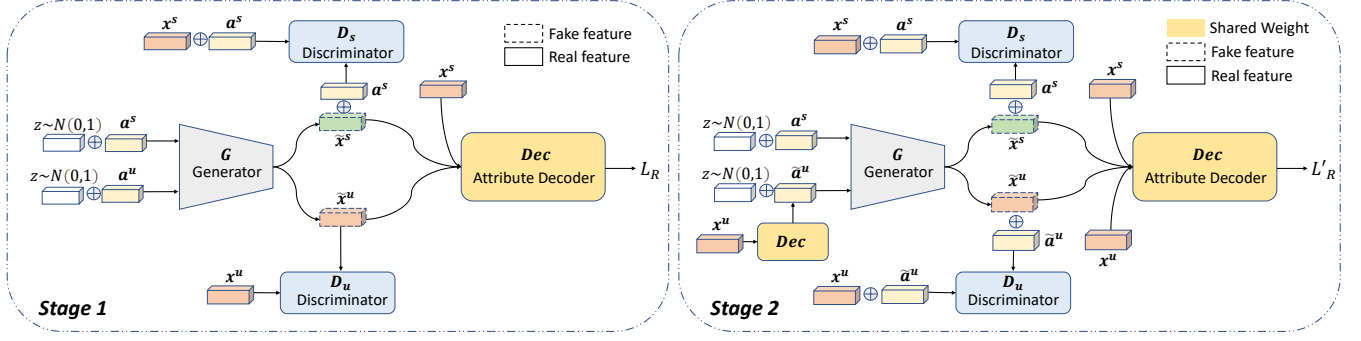 x^s a^s
D_s
Discriminator
Fake feature
Real feature
x^s
a^s
x̃^s
z~N(0,1) a^s
G
Generator
z~N(0,1) a^u
Dec
Attribute Decoder
L_R
x̃^u
x^u
D_u
Discriminator
Stage 1
x^s a^s
D_s
Discriminator
Shared Weight
Fake feature
Real feature
x^s
a^s
x̃^s
z~N(0,1) a^s
G
Generator
z~N(0,1) ã^u
Dec
Attribute Decoder
L'_R
x̃^u
x^u
Dec
ã^u
x^u
x^u ã^u
D_u
Discriminator
Stage 2